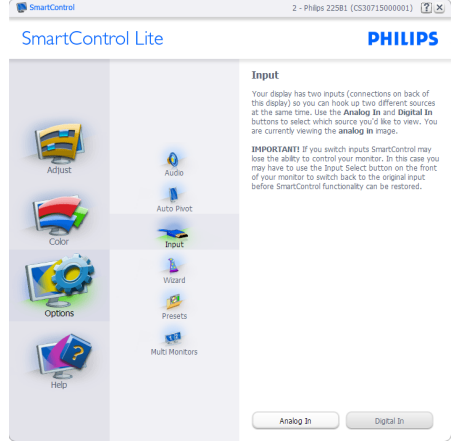 SmartControl
2 - Philips 225B1 (CS30715000001)
SmartControl Lite
PHILIPS
Adjust
Color
Options
Help
Audio
Auto Pivot
Input
Wizard
Presets
Multi Monitors
Input
Your display has two inputs (connections on back of
this display) so you can hook up two different sources
at the same time. Use the Analog In and Digital In
buttons to select which source you'd like to view. You
are currently viewing the analog in image.
IMPORTANT! If you switch inputs SmartControl may
lose the ability to control your monitor. In this case you
may have to use the Input Select button on the front
of your monitor to switch back to the original input
before SmartControl functionality can be restored.
Analog In
Digital In